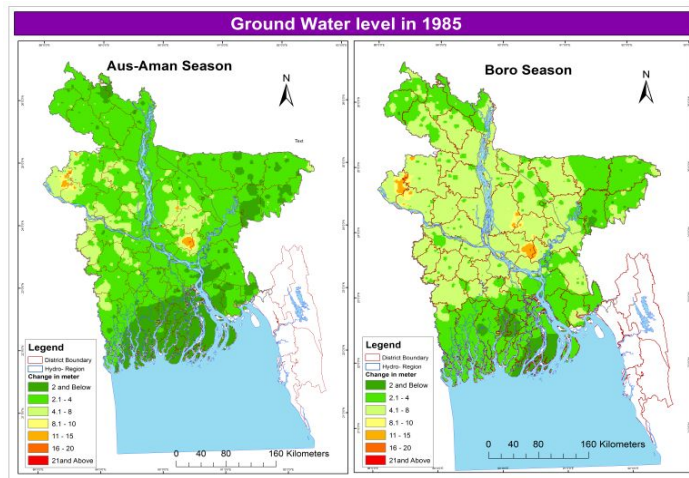 Ground Water level in 1985
Aus-Aman Season
N
Text
Legend
District Boundary
Hydro- Region
Change in meter
2 and Below
2.1 - 4
4.1 - 8
8.1 - 10
11 - 15
16 - 20
21and Above
0 40 80 160 Kilometers
Boro Season
N
Legend
District Boundary
Hydro- Region
Change in meter
2 and Below
2.1 - 4
4.1 - 8
8.1 - 10
11 - 15
16 - 20
21and Above
0 40 80 160 Kilometers